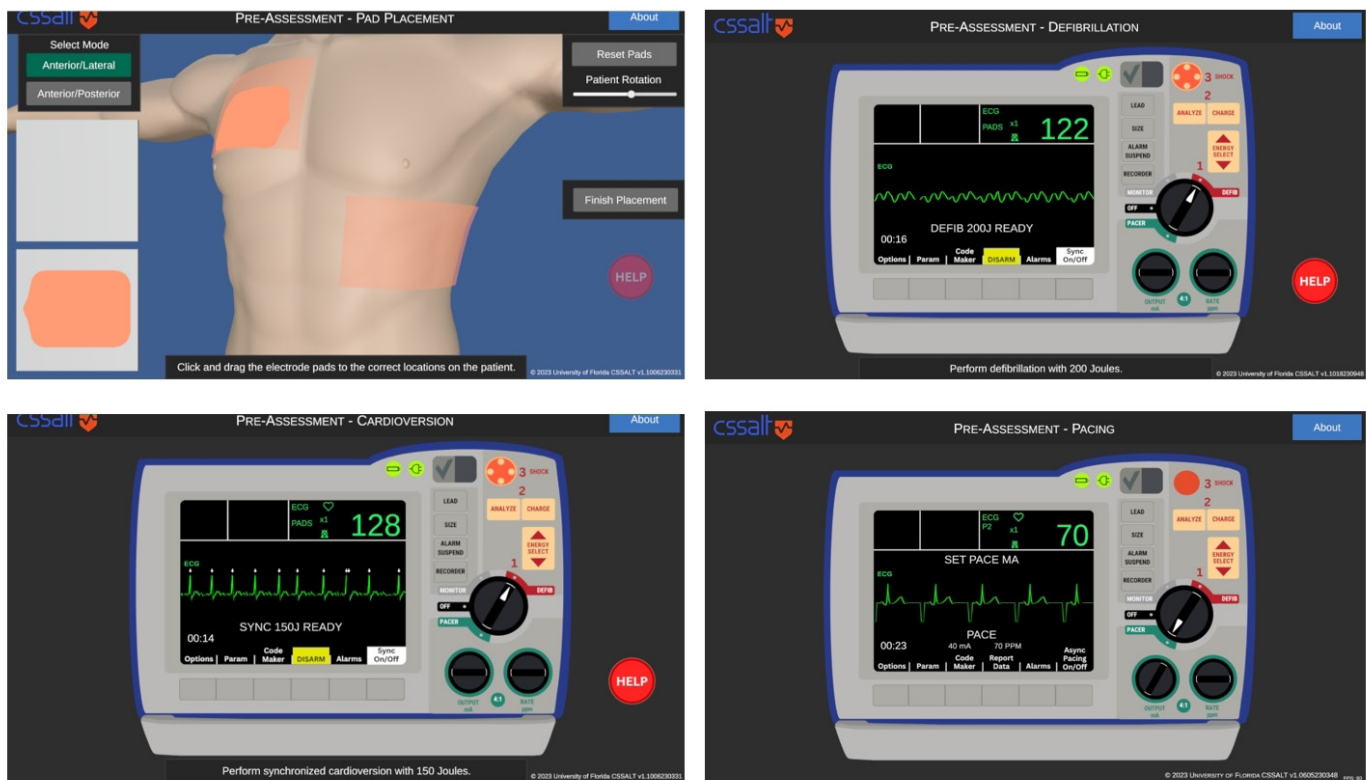 cssalt
PRE-ASSESSMENT - PAD PLACEMENT
About
Select Mode
Anterior/Lateral
Anterior/Posterior
Reset Pads
Patient Rotation
Finish Placement
HELP
Click and drag the electrode pads to the correct locations on the patient.
© 2023 University of Florida CSSALT v1.1006230331
cssalt
PRE-ASSESSMENT - DEFIBRILLATION
About
ECG
PADS x1
122
ECG
DEFIB 200J READY
00:16
Options | Param | Code Maker | DISARM | Alarms | Sync On/Off
3 SHOCK
2
LEAD
ANALYZE CHARGE
SIZE
ALARM SUSPEND
ENERGY SELECT
1
RECORDER
MONITOR
DEFIB
OFF
PACER
OUTPUT mA
4:1
RATE ppm
HELP
Perform defibrillation with 200 Joules.
© 2023 University of Florida CSSALT v1.1018230948
cssalt
PRE-ASSESSMENT - CARDIOVERSION
About
ECG
PADS x1
128
ECG
SYNC 150J READY
00:14
Options | Param | Code Maker | DISARM | Alarms | Sync On/Off
3 SHOCK
2
LEAD
ANALYZE CHARGE
SIZE
ALARM SUSPEND
ENERGY SELECT
1
RECORDER
MONITOR
DEFIB
OFF
PACER
OUTPUT mA
4:1
RATE ppm
HELP
Perform synchronized cardioversion with 150 Joules.
© 2023 University of Florida CSSALT v1.1006230331
cssalt
PRE-ASSESSMENT - PACING
About
ECG
P2 x1
70
SET PACE MA
ECG
PACE
00:23
40 mA 70 PPM
Options | Param | Code Maker | Report Data | Alarms | Async Pacing On/Off
3 SHOCK
2
LEAD
ANALYZE CHARGE
SIZE
ALARM SUSPEND
ENERGY SELECT
1
RECORDER
MONITOR
DEFIB
OFF
PACER
OUTPUT mA
4:1
RATE ppm
© 2023 UNIVERSITY OF FLORIDA CSSALT v1.0605230348
FPS: 60